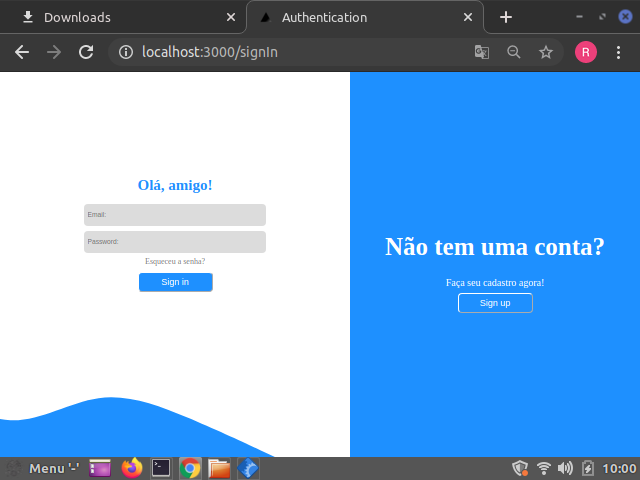 Downloads
Authentication
localhost:3000/signIn
R
Olá, amigo!
Email:
Password:
Esqueceu a senha?
Sign in
Não tem uma conta?
Faça seu cadastro agora!
Sign up
Menu '-'
10:00